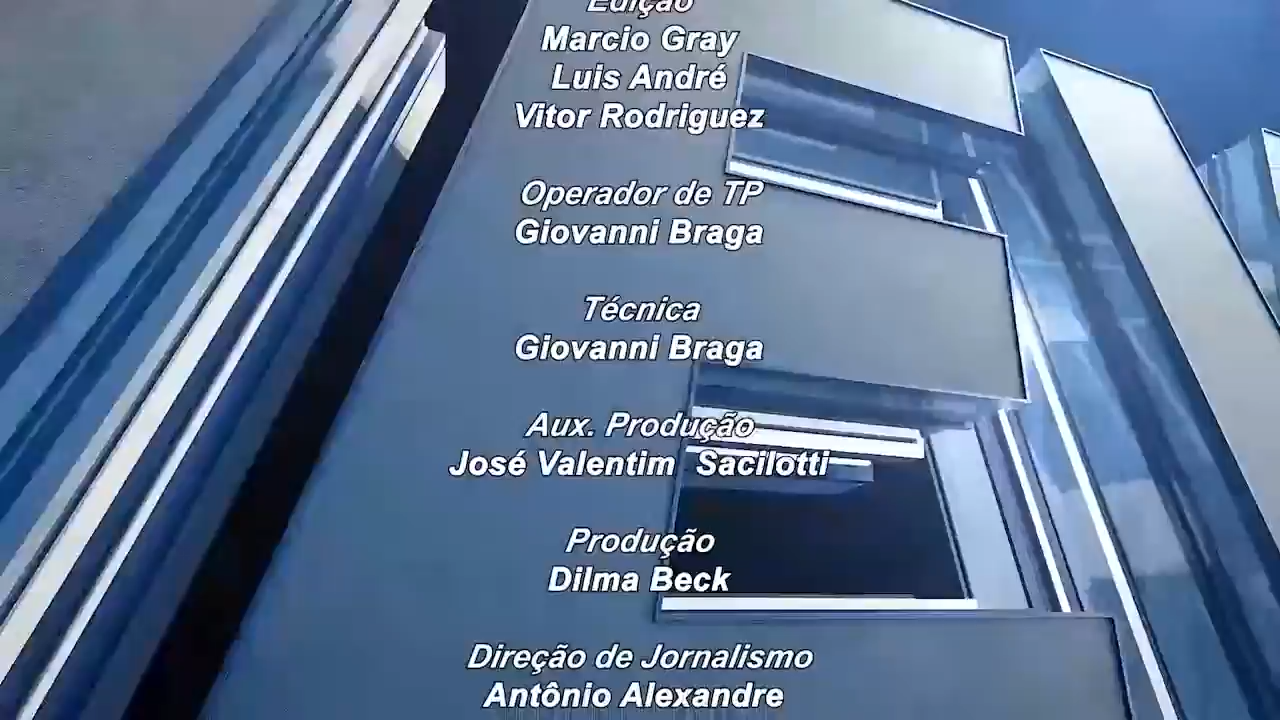 Edição
Marcio Gray
Luis André
Vitor Rodriguez
Operador de TP
Giovanni Braga
Técnica
Giovanni Braga
Aux. Produção
José Valentim Sacilotti
Produção
Dilma Beck
Direção de Jornalismo
Antônio Alexandre